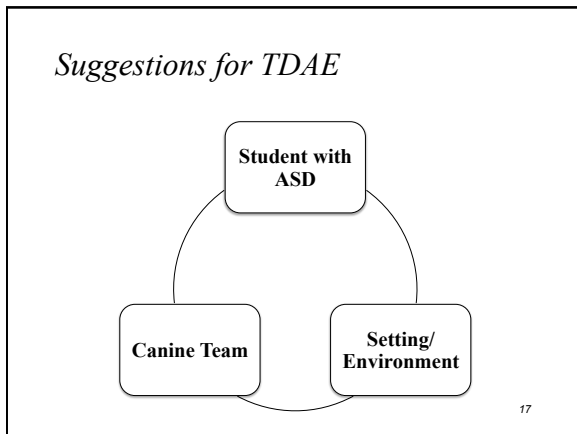 Suggestions for TDAE
Student with
ASD
Canine Team
Setting/
Environment
17